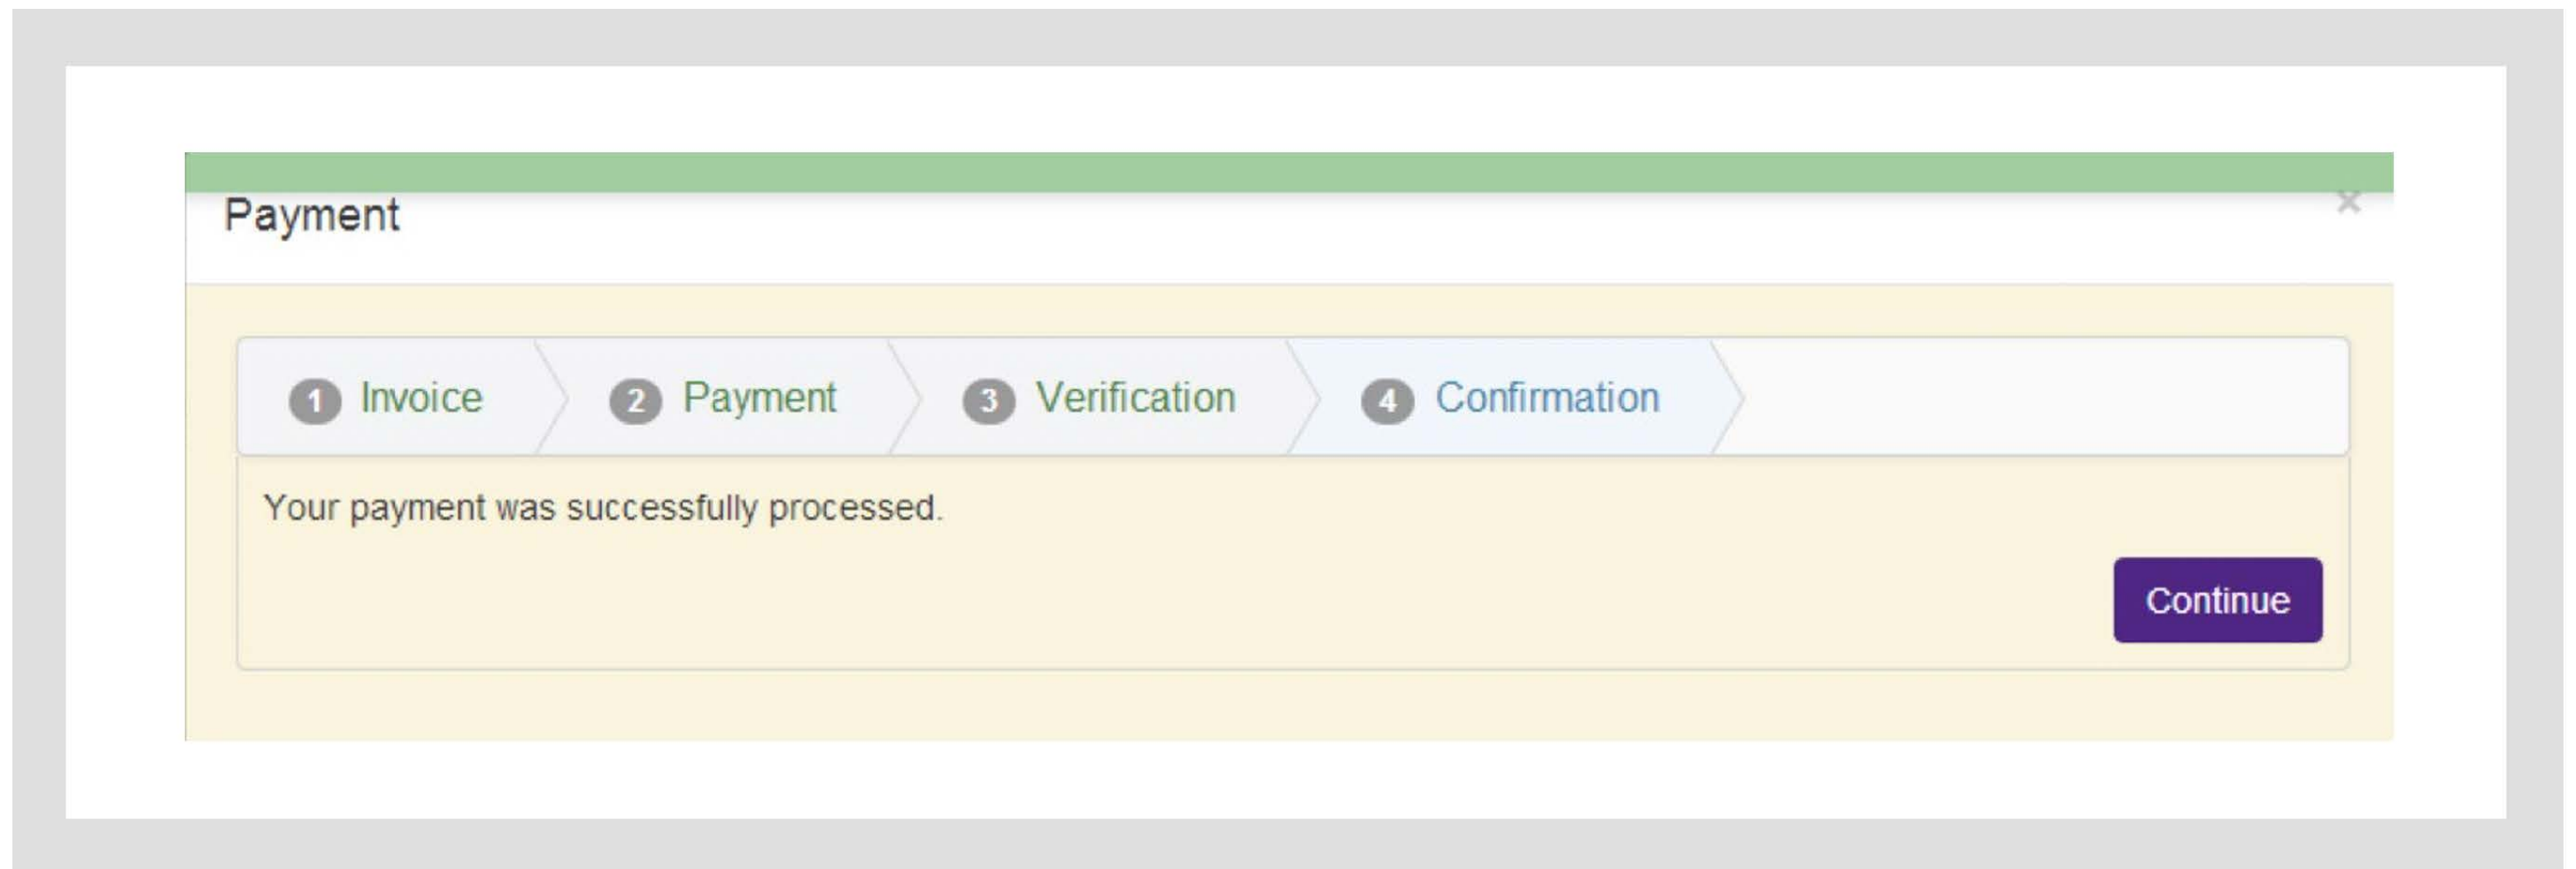 Payment
×
1 Invoice 2 Payment 3 Verification 4 Confirmation
Your payment was successfully processed.
Continue